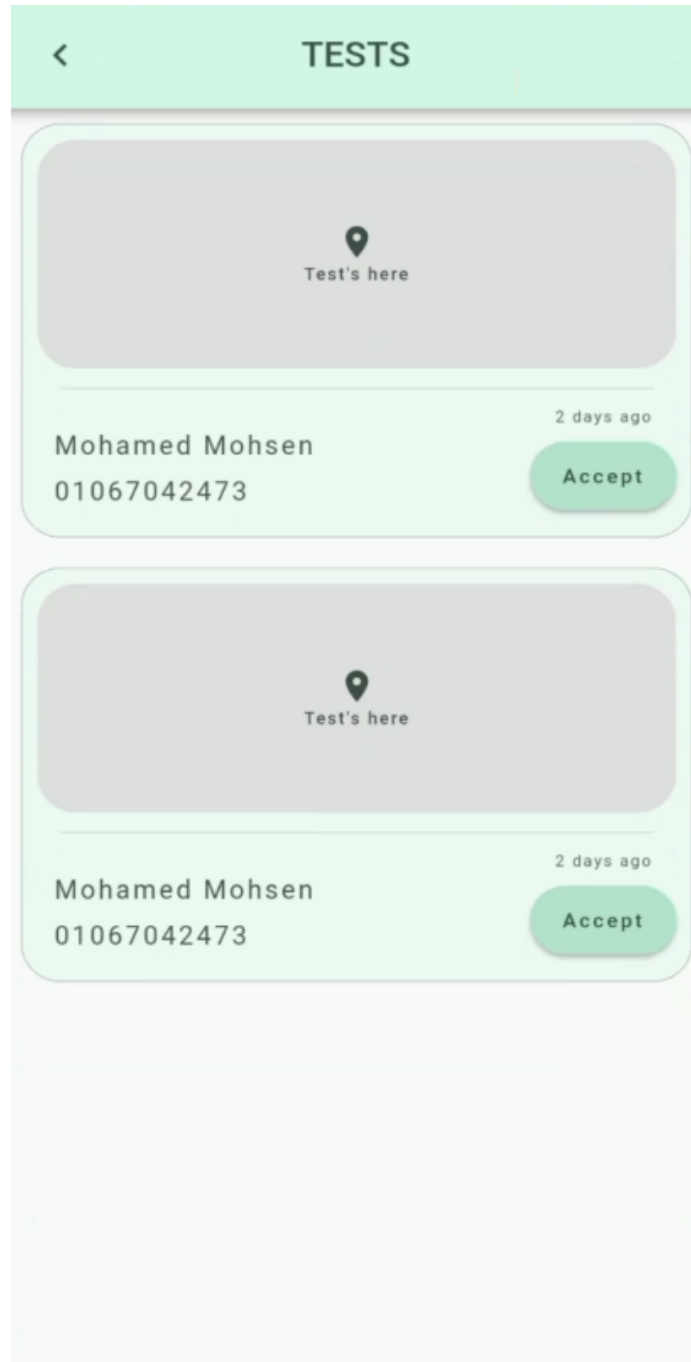 TESTS
Test's here
2 days ago
Mohamed Mohsen
01067042473
Accept
Test's here
2 days ago
Mohamed Mohsen
01067042473
Accept